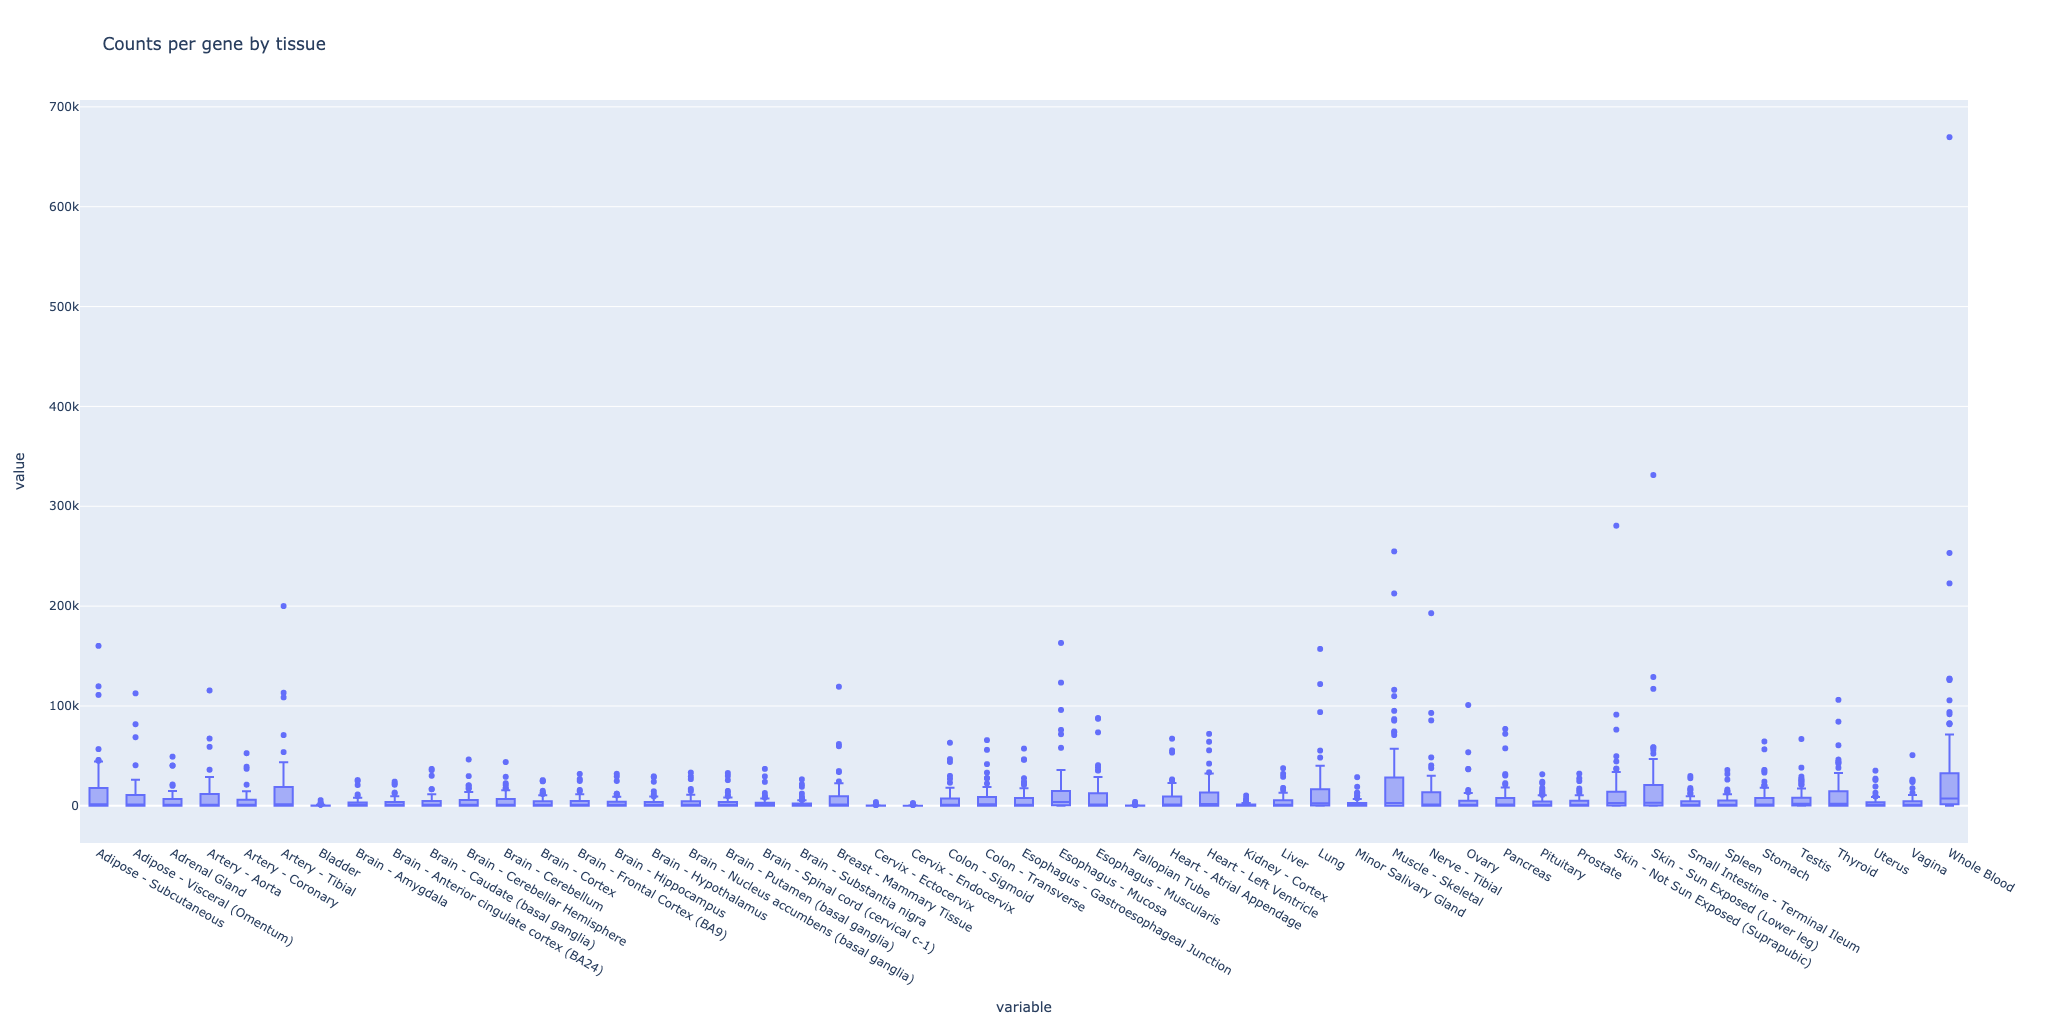 Counts per gene by tissue
700k
600k
500k
400k
300k
200k
100k
0
value
Adipose - Subcutaneous
Adipose - Visceral (Omentum)
Adrenal Gland
Artery - Aorta
Artery - Coronary
Artery - Tibial
Bladder
Brain - Amygdala
Brain - Anterior cingulate cortex (BA24)
Brain - Caudate (basal ganglia)
Brain - Cerebellar Hemisphere
Brain - Cerebellum
Brain - Cortex
Brain - Frontal Cortex (BA9)
Brain - Hippocampus
Brain - Hypothalamus
Brain - Nucleus accumbens (basal ganglia)
Brain - Putamen (basal ganglia)
Brain - Spinal cord (cervical c-1)
Brain - Substantia nigra
Breast - Mammary Tissue
Cervix - Ectocervix
Cervix - Endocervix
Colon - Sigmoid
Colon - Transverse
Esophagus - Gastroesophageal Junction
Esophagus - Mucosa
Esophagus - Muscularis
Fallopian Tube
Heart - Atrial Appendage
Heart - Left Ventricle
Kidney - Cortex
Liver
Lung
Minor Salivary Gland
Muscle - Skeletal
Nerve - Tibial
Ovary
Pancreas
Pituitary
Prostate
Skin - Not Sun Exposed (Suprapubic)
Skin - Sun Exposed (Lower leg)
Small Intestine - Terminal Ileum
Spleen
Stomach
Testis
Thyroid
Uterus
Vagina
Whole Blood
variable